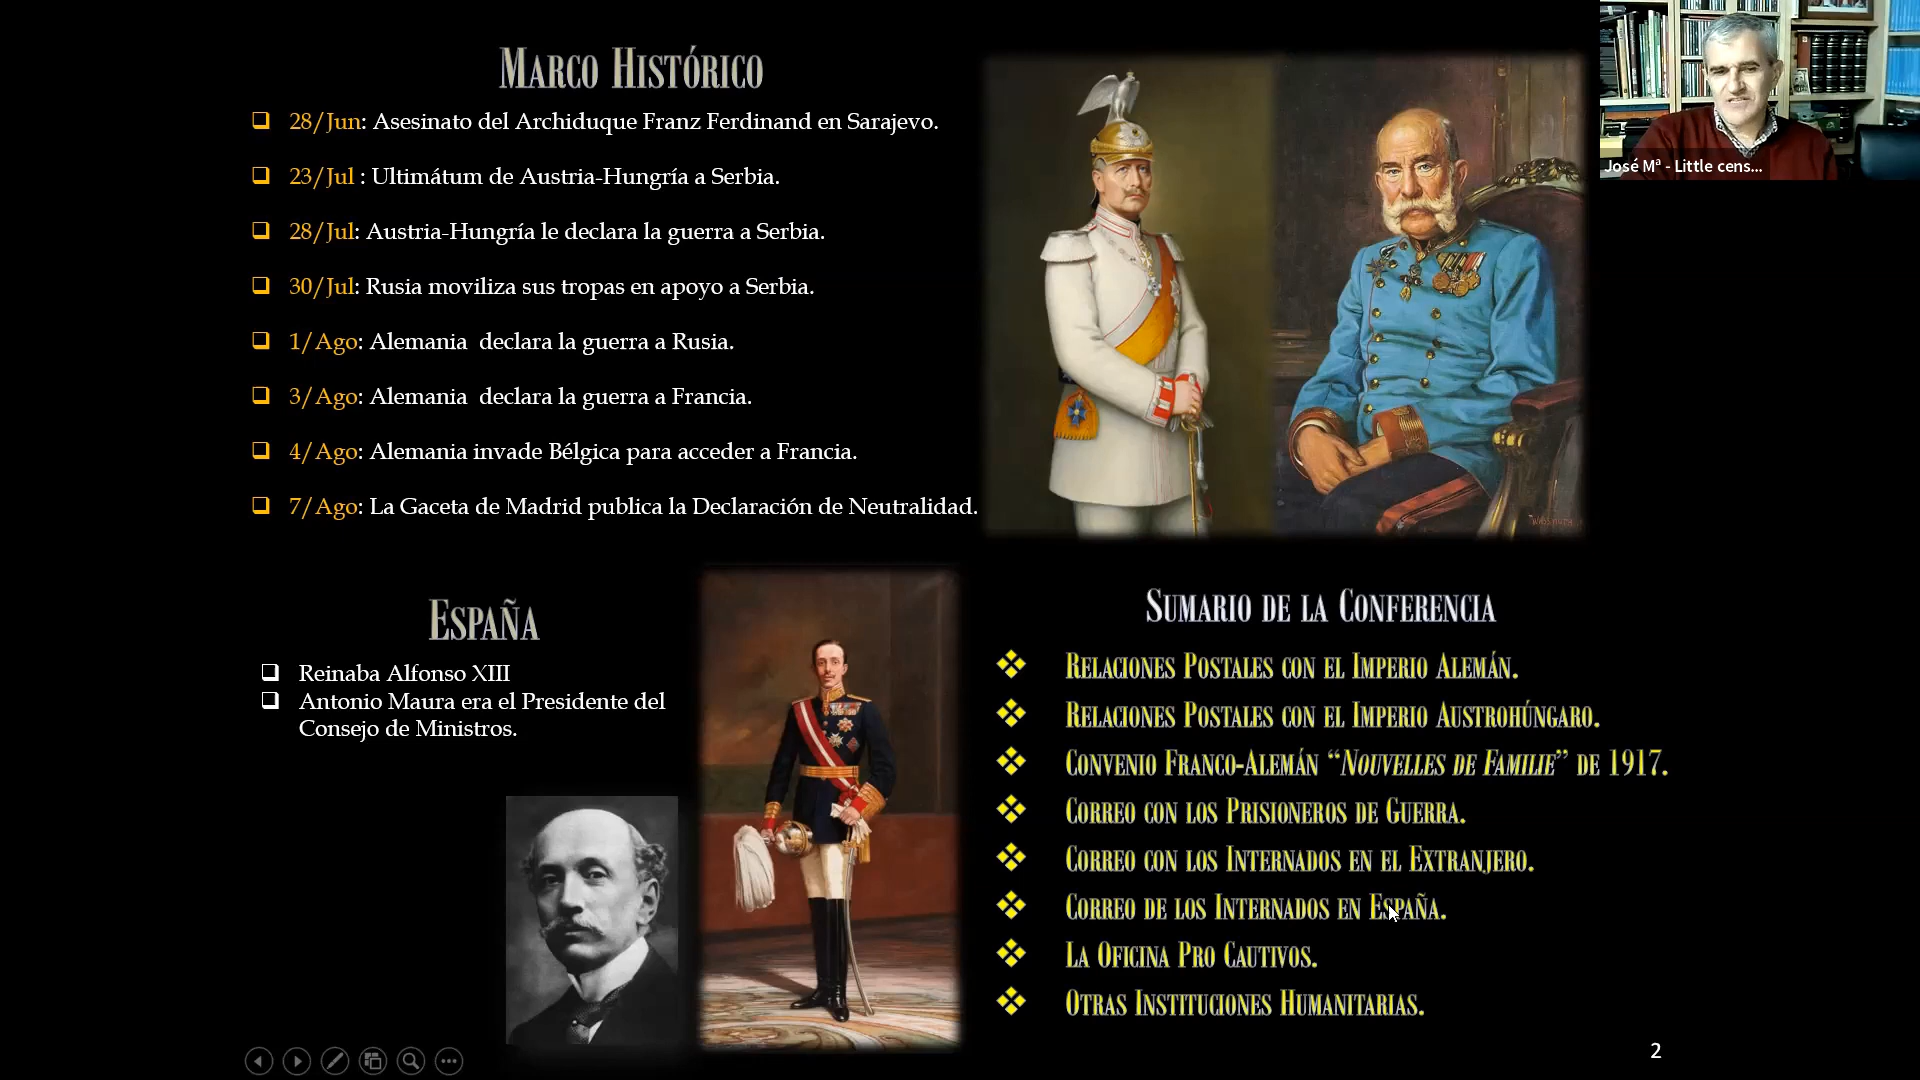 Marco Histórico
28/Jun: Asesinato del Archiduque Franz Ferdinand en Sarajevo.
23/Jul : Ultimátum de Austria-Hungría a Serbia.
28/Jul: Austria-Hungría le declara la guerra a Serbia.
30/Jul: Rusia moviliza sus tropas en apoyo a Serbia.
1/Ago: Alemania  declara la guerra a Rusia.
3/Ago: Alemania  declara la guerra a Francia.
4/Ago: Alemania invade Bélgica para acceder a Francia.
7/Ago: La Gaceta de Madrid publica la Declaración de Neutralidad.
José Mª - Little cens...
España
Reinaba Alfonso XIII
Antonio Maura era el Presidente del
Consejo de Ministros.
Sumario de la Conferencia
Relaciones Postales con el Imperio Alemán.
Relaciones Postales con el Imperio Austrohúngaro.
Convenio Franco-Alemán “Nouvelles de Familie” de 1917.
Correo con los Prisioneros de Guerra.
Correo con los Internados en el Extranjero.
Correo de los Internados en España.
La Oficina Pro Cautivos.
Otras Instituciones Humanitarias.
2